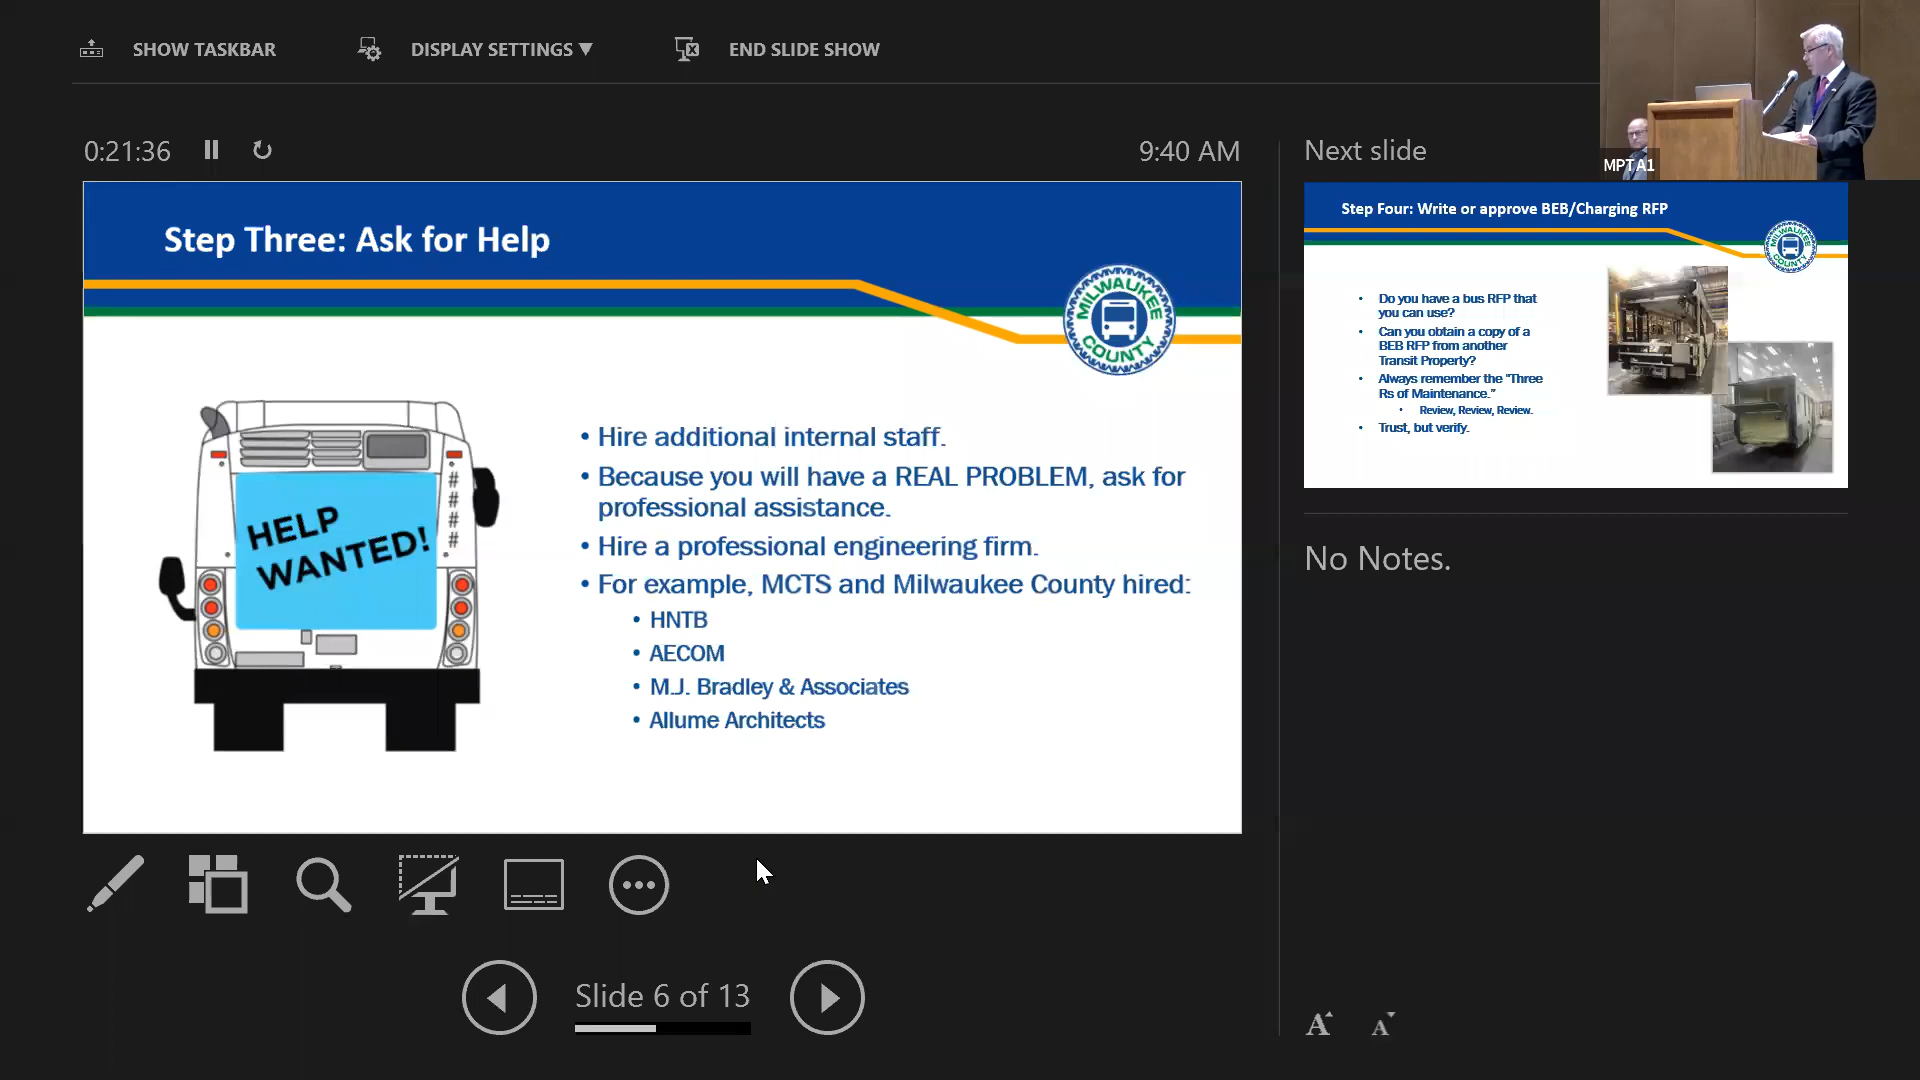 SHOW TASKBAR
DISPLAY SETTINGS ▼
END SLIDE SHOW
0:21:36
9:40 AM
Step Three: Ask for Help
MILWAUKEE
COUNTY
HELP
WANTED!
#
#
#
#
• Hire additional internal staff.
• Because you will have a REAL PROBLEM, ask for
professional assistance.
• Hire a professional engineering firm.
• For example, MCTS and Milwaukee County hired:
• HNTB
• AECOM
• M.J. Bradley & Associates
• Allume Architects
Slide 6 of 13
Next slide
MPT A1
Step Four: Write or approve BEB/Charging RFP
MILWAUKEE
COUNTY
• Do you have a bus RFP that
you can use?
• Can you obtain a copy of a
BEB RFP from another
Transit Property?
• Always remember the "Three
Rs of Maintenance."
• Review, Review, Review.
• Trust, but verify.
No Notes.
A A